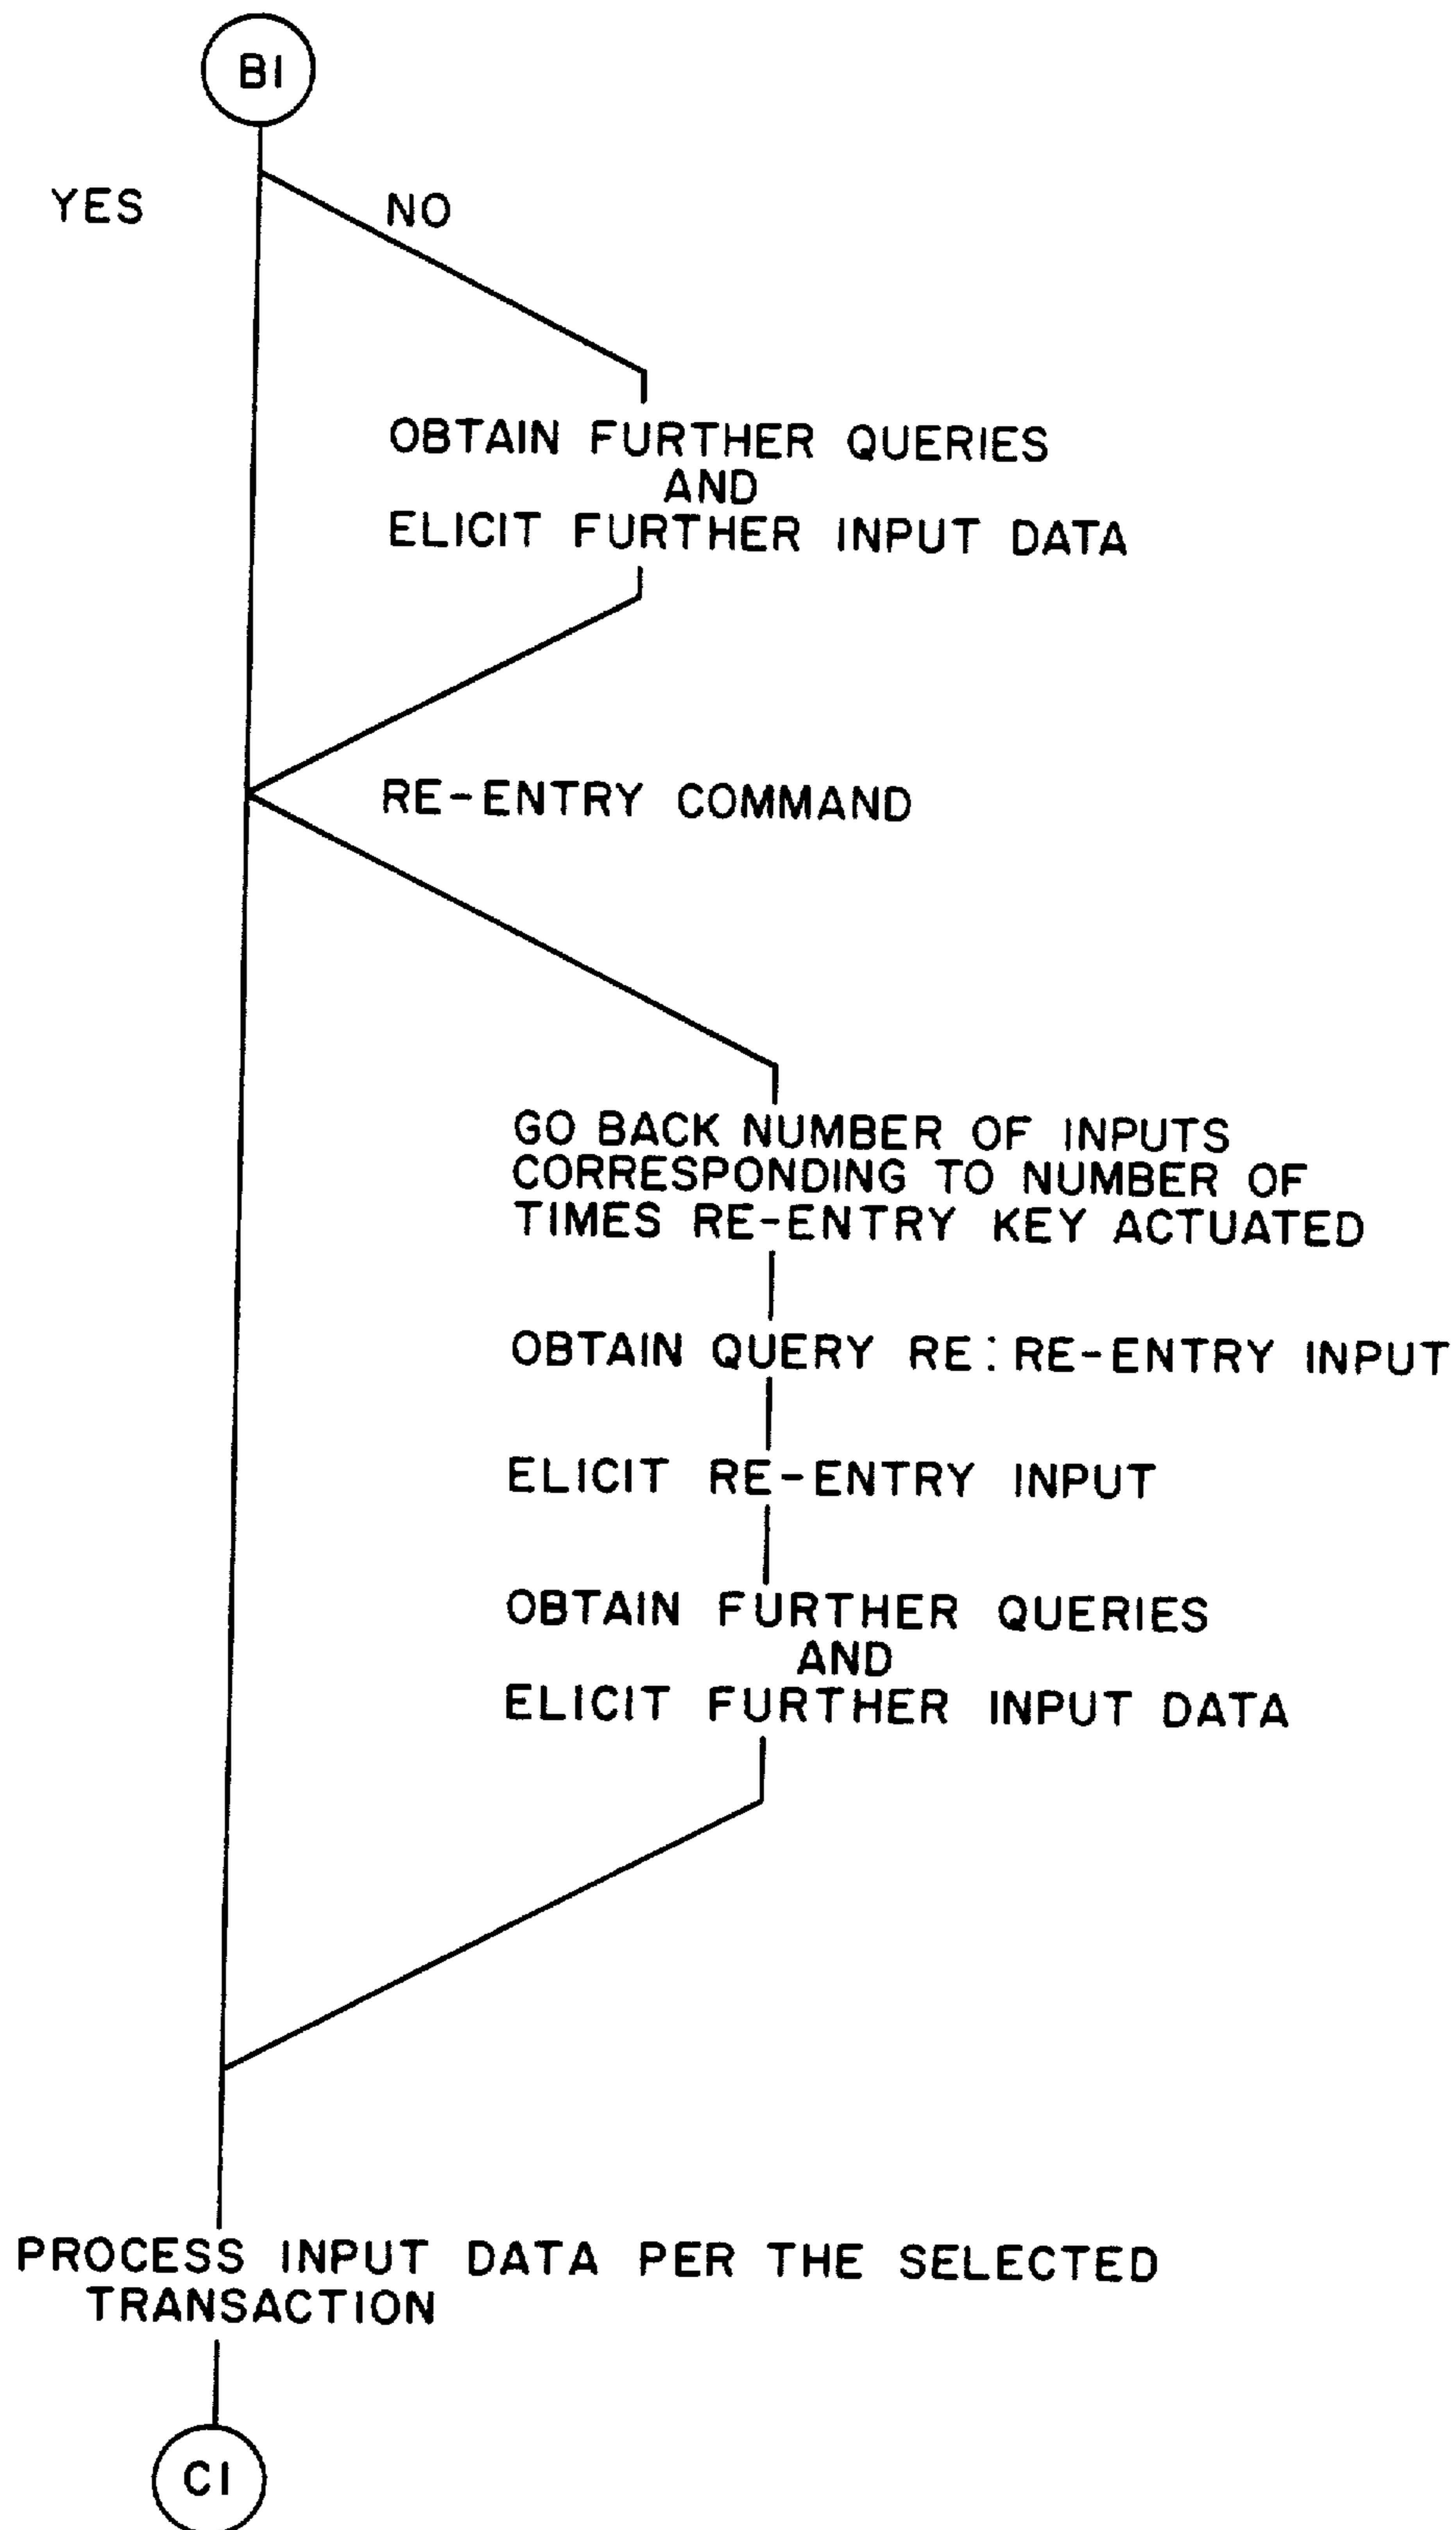 B1
YES
NO
OBTAIN FURTHER QUERIES
AND
ELICIT FURTHER INPUT DATA
RE-ENTRY COMMAND
GO BACK NUMBER OF INPUTS
CORRESPONDING TO NUMBER OF
TIMES RE-ENTRY KEY ACTUATED
OBTAIN QUERY RE: RE-ENTRY INPUT
ELICIT RE-ENTRY INPUT
OBTAIN FURTHER QUERIES
AND
ELICIT FURTHER INPUT DATA
PROCESS INPUT DATA PER THE SELECTED
TRANSACTION
C1